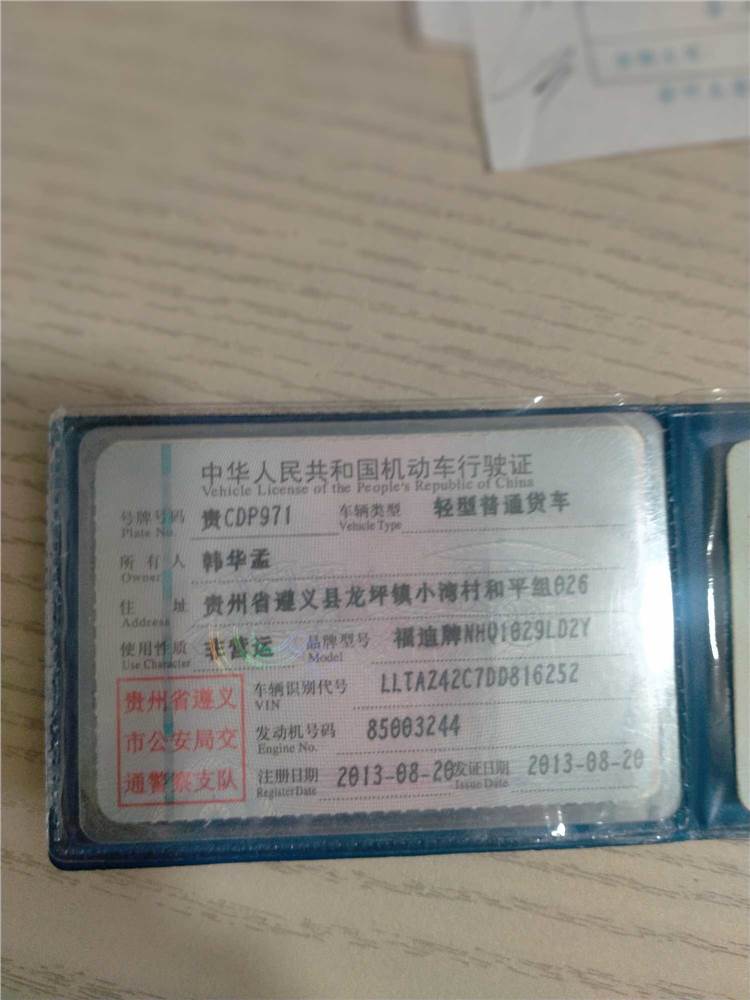 中华人民共和国机动车行驶证
Vehicle License of the People's Republic of China
号牌号码 贵CDP971 车辆类型 轻型普通货车
Plate No. Vehicle Type
所有人 韩华孟
Owner
住址 贵州省遵义县龙坪镇小湾村和平组026
Address
使用性质 非营运 品牌型号 福迪牌NHQ1029LD2Y
Use Character Model
贵州省遵义 车辆识别代号 LLTAZ42C7DD816252
VIN
市公安局交 发动机号码 85003244
Engine No.
通警察支队 注册日期 2013-08-20 发证日期 2013-08-20
Register Date Issue Date